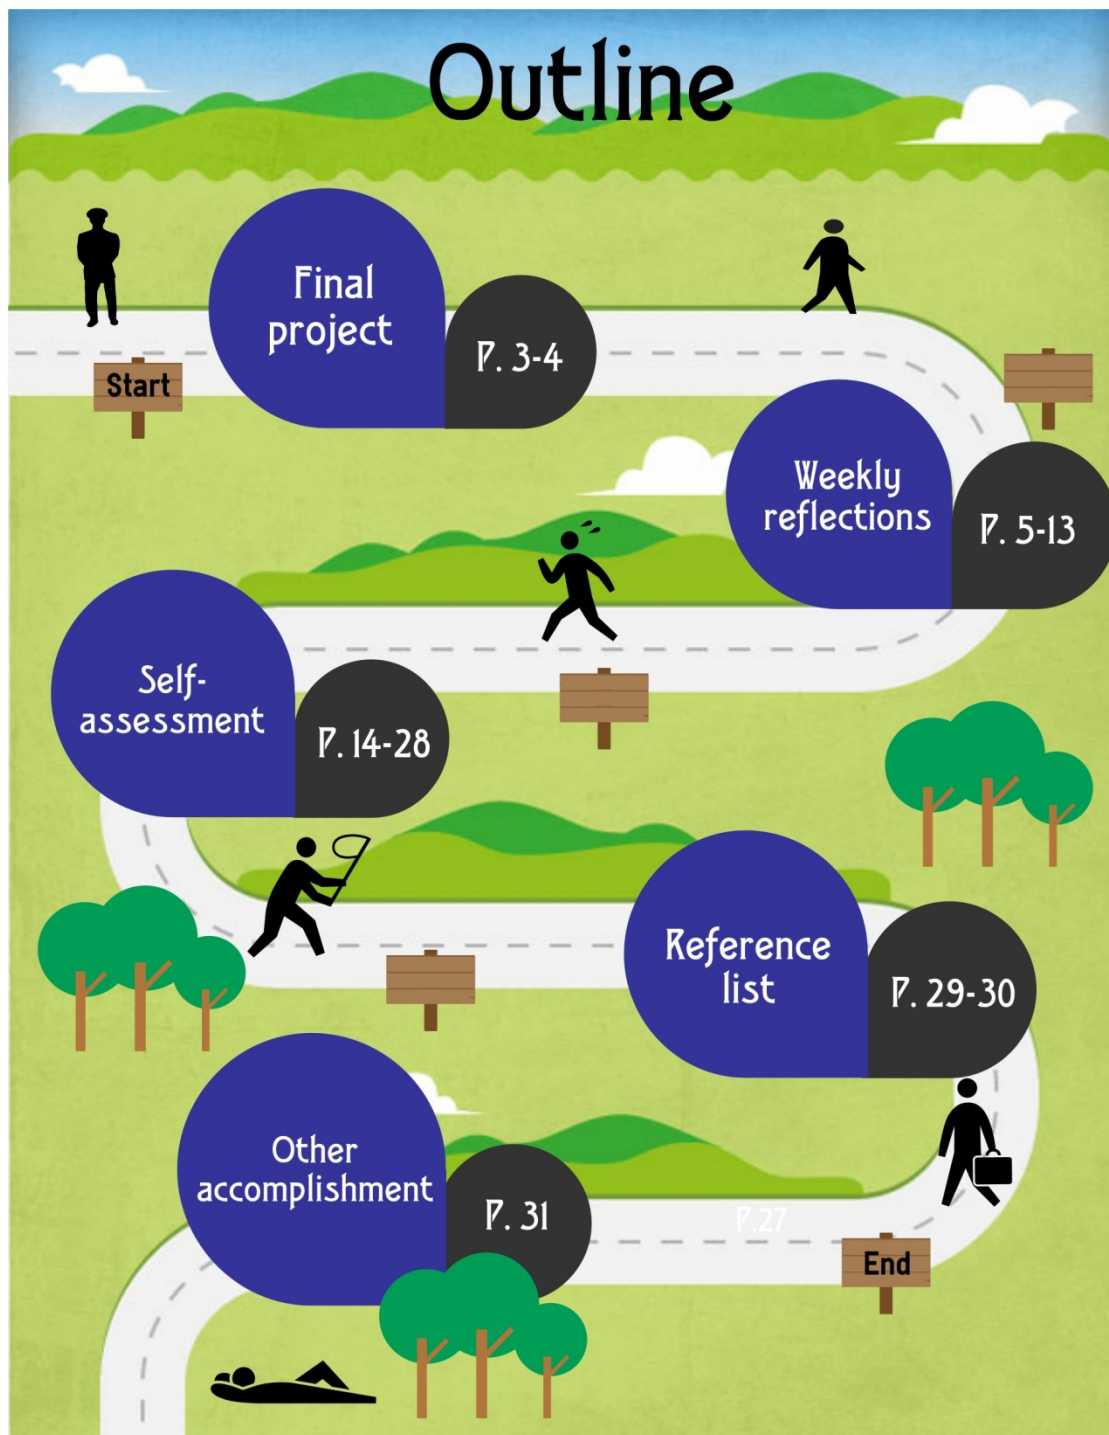 Outline
Final
project
P. 3-4
Start
Weekly
reflections
P. 5-13
Self-
assessment
P. 14-28
Reference
list
P. 29-30
Other
accomplishment
P. 31
P.27
End